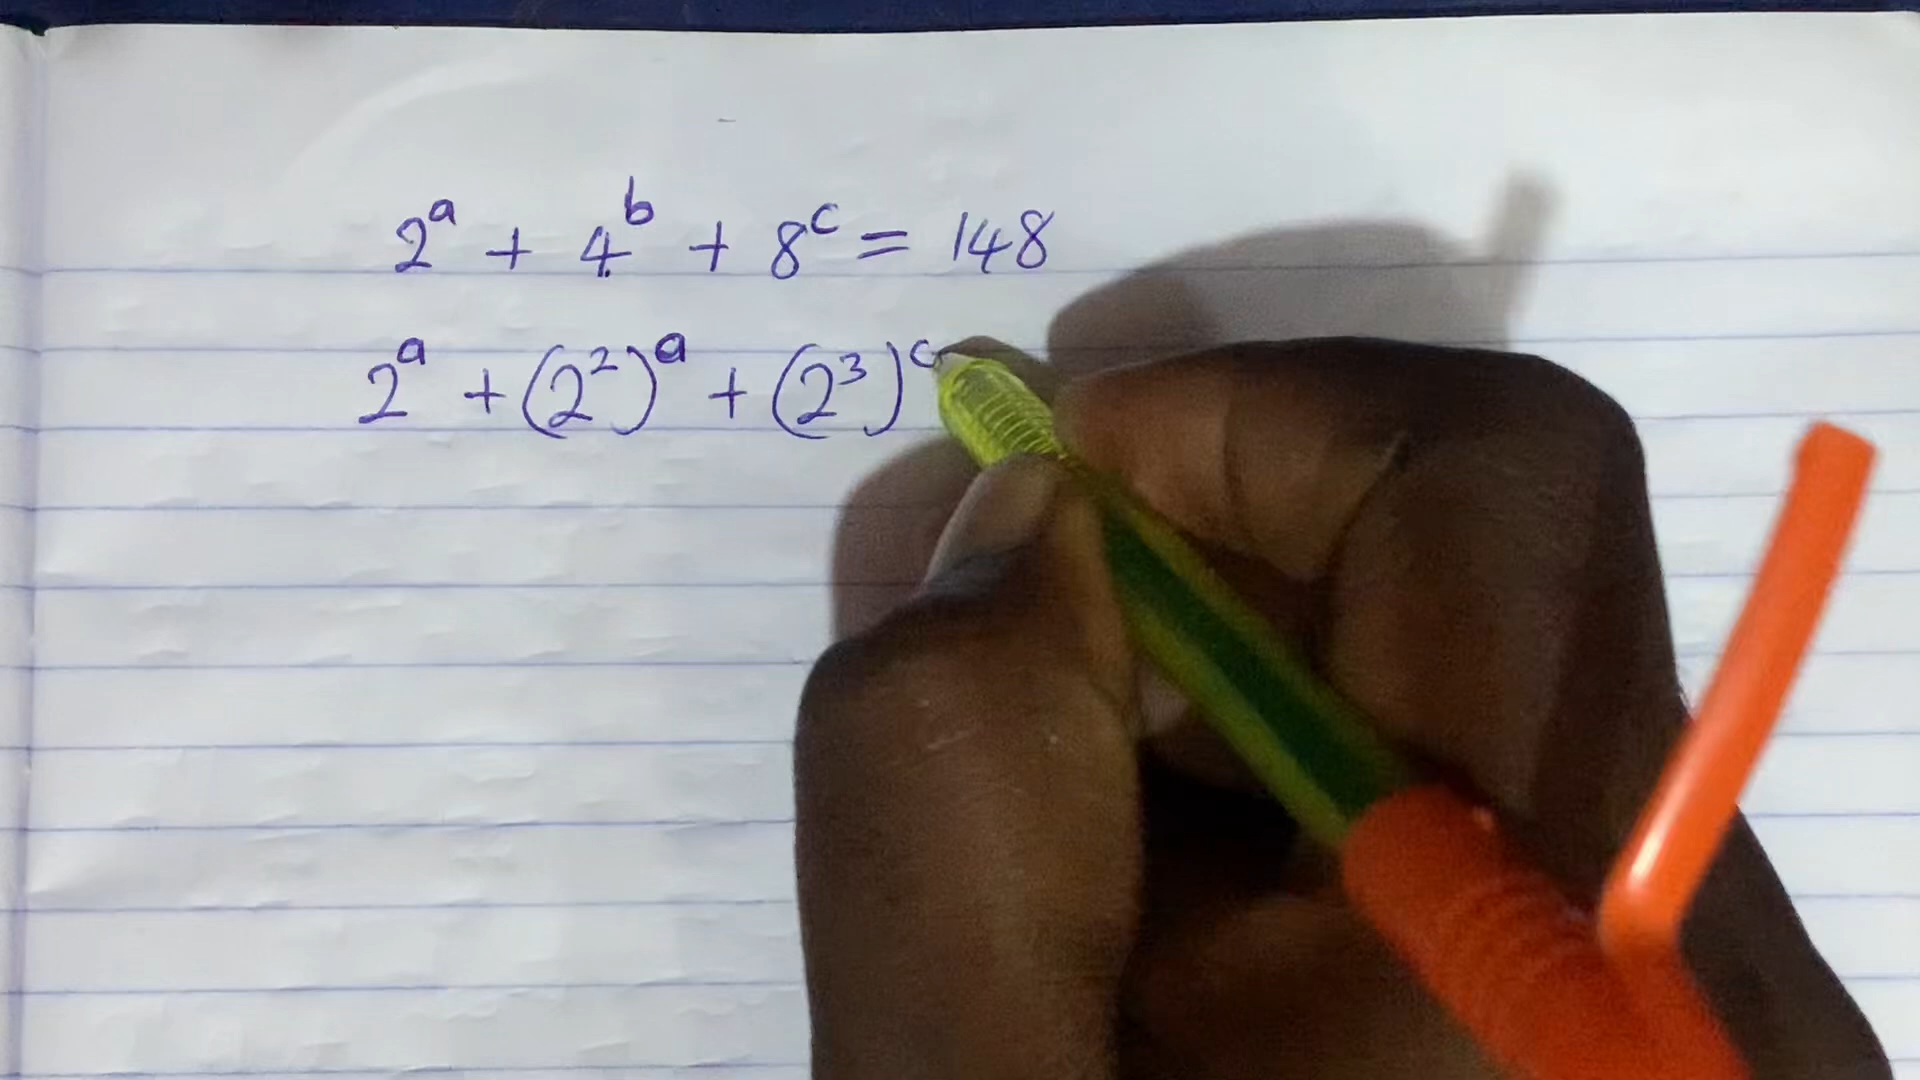 2^a + 4^b + 8^c = 148
2^a + (2^2)^a + (2^3)^c